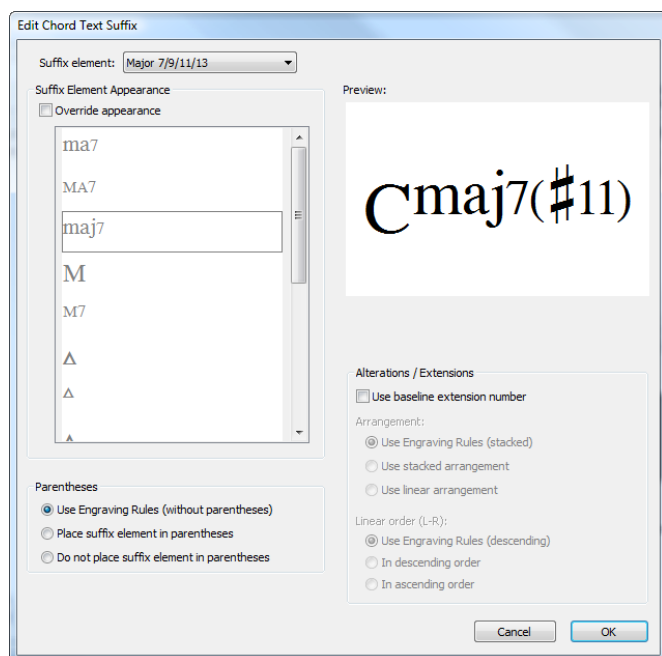 Edit Chord Text Suffix
Suffix element: Major 7/9/11/13
Suffix Element Appearance
Override appearance
ma7
MA7
maj7
M
M7
Δ
Δ
Preview:
Cmaj7(♯11)
Alterations / Extensions
Use baseline extension number
Arrangement:
Use Engraving Rules (stacked)
Use stacked arrangement
Use linear arrangement
Linear order (L-R):
Use Engraving Rules (descending)
In descending order
In ascending order
Parentheses
Use Engraving Rules (without parentheses)
Place suffix element in parentheses
Do not place suffix element in parentheses
Cancel OK